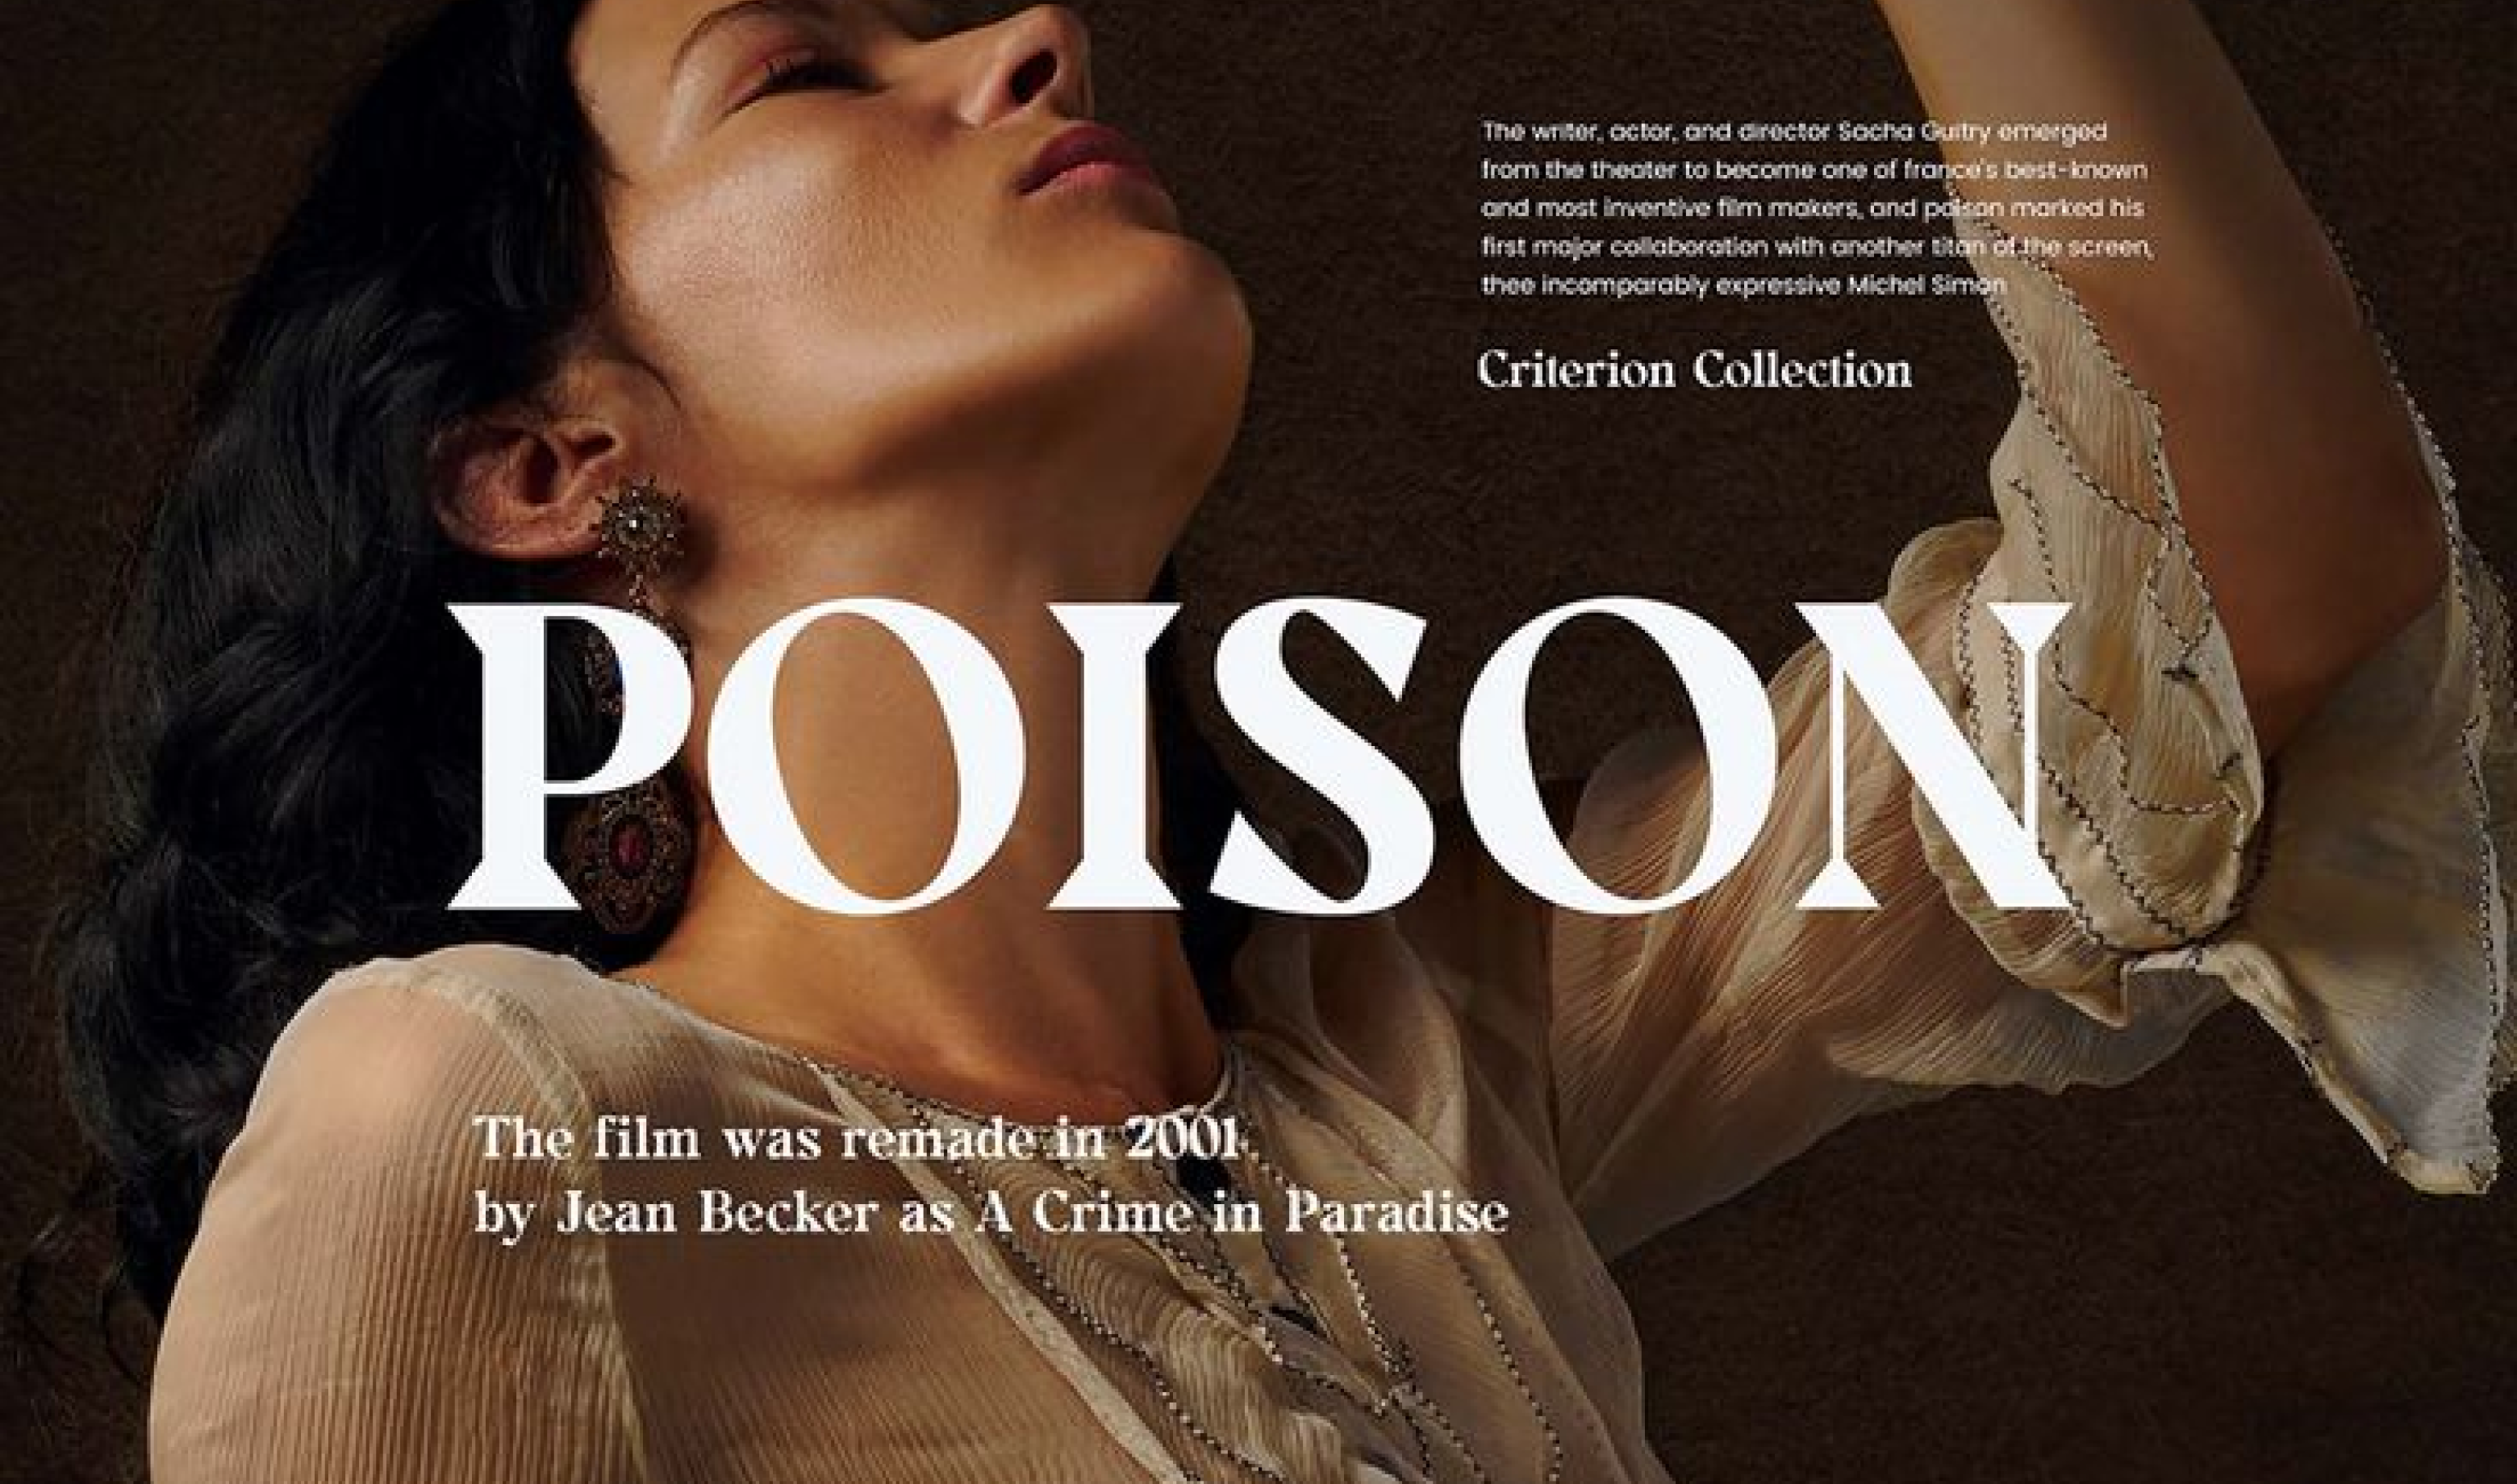 The writer, actor, and director Sacha Guitry emerged
from the theater to become one of france's best-known
and most inventive film makers, and poison marked his
first major collaboration with another titan of the screen,
thee incomparably expressive Michel Simon
Criterion Collection
POISON
The film was remade in 2001
by Jean Becker as A Crime in Paradise